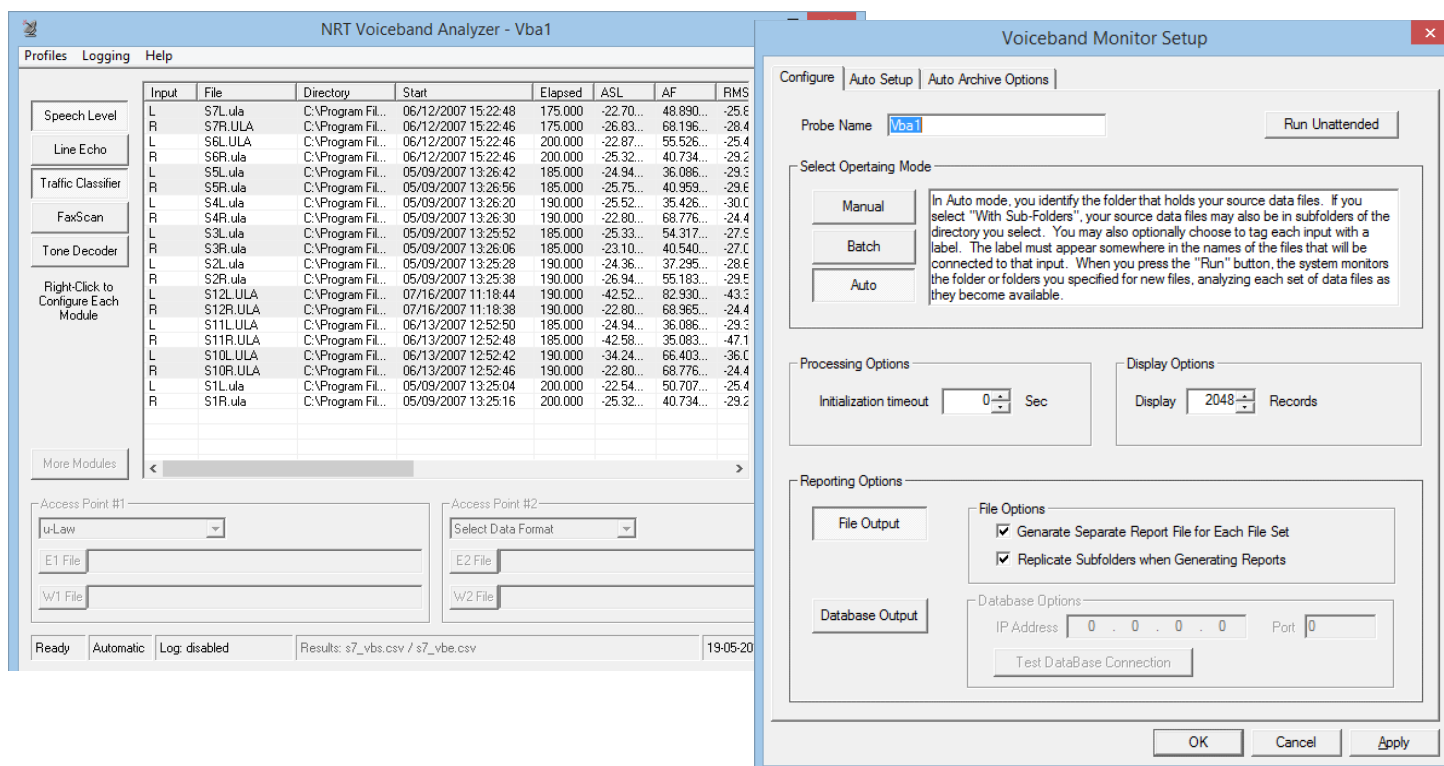 NRT Voiceband Analyzer - Vba1
Profiles Logging Help
Input File Directory Start Elapsed ASL AF RMS
L S7L.ula C:\Program Fil... 06/12/2007 15:22:48 175.000 -22.70... 48.890... -25.8
R S7R.ULA C:\Program Fil... 06/12/2007 15:22:46 175.000 -26.83... 68.196... -28.4
L S6L.ULA C:\Program Fil... 06/12/2007 15:22:46 200.000 -22.87... 55.526... -25.4
R S6R.ula C:\Program Fil... 06/12/2007 15:22:46 200.000 -25.32... 40.734... -29.2
L S5L.ula C:\Program Fil... 05/09/2007 13:26:42 185.000 -24.94... 36.086... -29.3
R S5R.ula C:\Program Fil... 05/09/2007 13:26:56 185.000 -25.75... 40.959... -29.6
L S4L.ula C:\Program Fil... 05/09/2007 13:26:20 190.000 -25.52... 35.426... -30.0
R S4R.ula C:\Program Fil... 05/09/2007 13:26:30 190.000 -22.80... 68.776... -24.4
L S3L.ula C:\Program Fil... 05/09/2007 13:25:52 185.000 -25.33... 54.317... -27.9
R S3R.ula C:\Program Fil... 05/09/2007 13:26:06 185.000 -23.10... 40.540... -27.0
L S2L.ula C:\Program Fil... 05/09/2007 13:25:28 190.000 -24.36... 37.295... -28.6
R S2R.ula C:\Program Fil... 05/09/2007 13:25:38 190.000 -26.94... 55.183... -29.5
L S12L.ULA C:\Program Fil... 07/16/2007 11:18:44 190.000 -42.52... 82.930... -43.3
R S12R.ULA C:\Program Fil... 07/16/2007 11:18:38 190.000 -22.80... 68.965... -24.4
L S11L.ULA C:\Program Fil... 06/13/2007 12:52:50 185.000 -24.94... 36.086... -29.3
R S11R.ULA C:\Program Fil... 06/13/2007 12:52:48 185.000 -42.58... 35.083... -47.1
L S10L.ULA C:\Program Fil... 06/13/2007 12:52:42 190.000 -34.24... 66.403... -36.0
R S10R.ULA C:\Program Fil... 06/13/2007 12:52:46 190.000 -22.80... 68.776... -24.4
L S1L.ula C:\Program Fil... 05/09/2007 13:25:04 200.000 -22.54... 50.707... -25.4
R S1R.ula C:\Program Fil... 05/09/2007 13:25:16 200.000 -25.32... 40.734... -29.2
Speech Level
Line Echo
Traffic Classifier
FaxScan
Tone Decoder
Right-Click to
Configure Each
Module
More Modules
Access Point #1
u-Law
E1 File
W1 File
Access Point #2
Select Data Format
E2 File
W2 File
Ready Automatic Log: disabled Results: s7_vbs.csv / s7_vbe.csv 19-05-20
Voiceband Monitor Setup
Configure Auto Setup Auto Archive Options
Probe Name Vba1 Run Unattended
Select Opertaing Mode
Manual
Batch
Auto
In Auto mode, you identify the folder that holds your source data files. If you
select "With Sub-Folders", your source data files may also be in subfolders of the
directory you select. You may also optionally choose to tag each input with a
label. The label must appear somewhere in the names of the files that will be
connected to that input. When you press the "Run" button, the system monitors
the folder or folders you specified for new files, analyzing each set of data files as
they become available.
Processing Options
Initialization timeout 0 Sec
Display Options
Display 2048 Records
Reporting Options
File Output
File Options
Genarate Separate Report File for Each File Set
Replicate Subfolders when Generating Reports
Database Output
Database Options
IP Address 0 . 0 . 0 . 0 Port 0
Test DataBase Connection
OK Cancel Apply